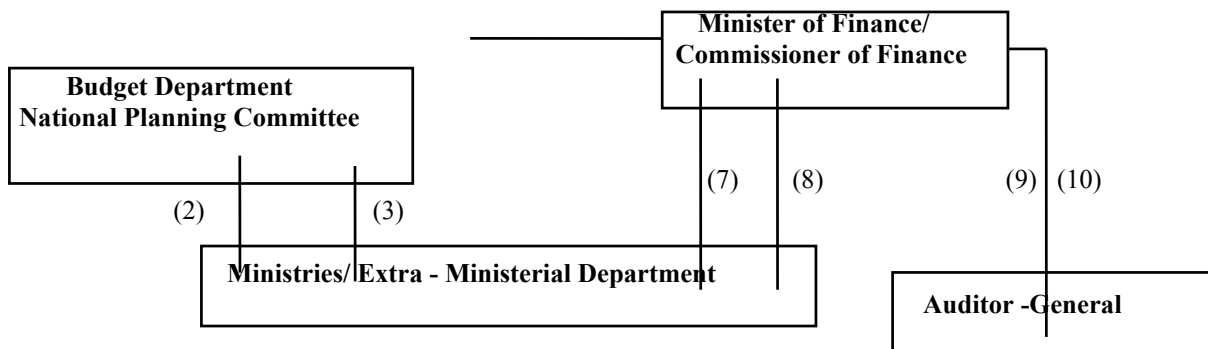 Minister of Finance/
Commissioner of Finance
Budget Department
National Planning Committee
(7) (8) (9) (10)
(2) (3)
Ministries/ Extra - Ministerial Department
Auditor -General